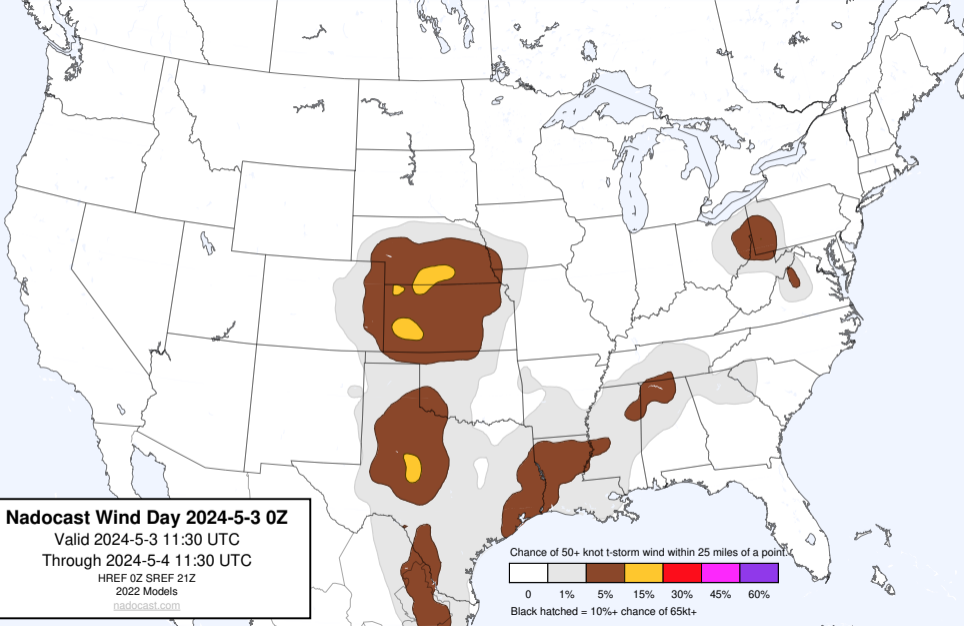 Nadocast Wind Day 2024-5-3 0Z
Valid 2024-5-3 11:30 UTC
Through 2024-5-4 11:30 UTC
HREF 0Z SREF 21Z
2022 Models
nadocast.com
Chance of 50+ knot t-storm wind within 25 miles of a point.
0 1% 5% 15% 30% 45% 60%
Black hatched = 10%+ chance of 65kt+